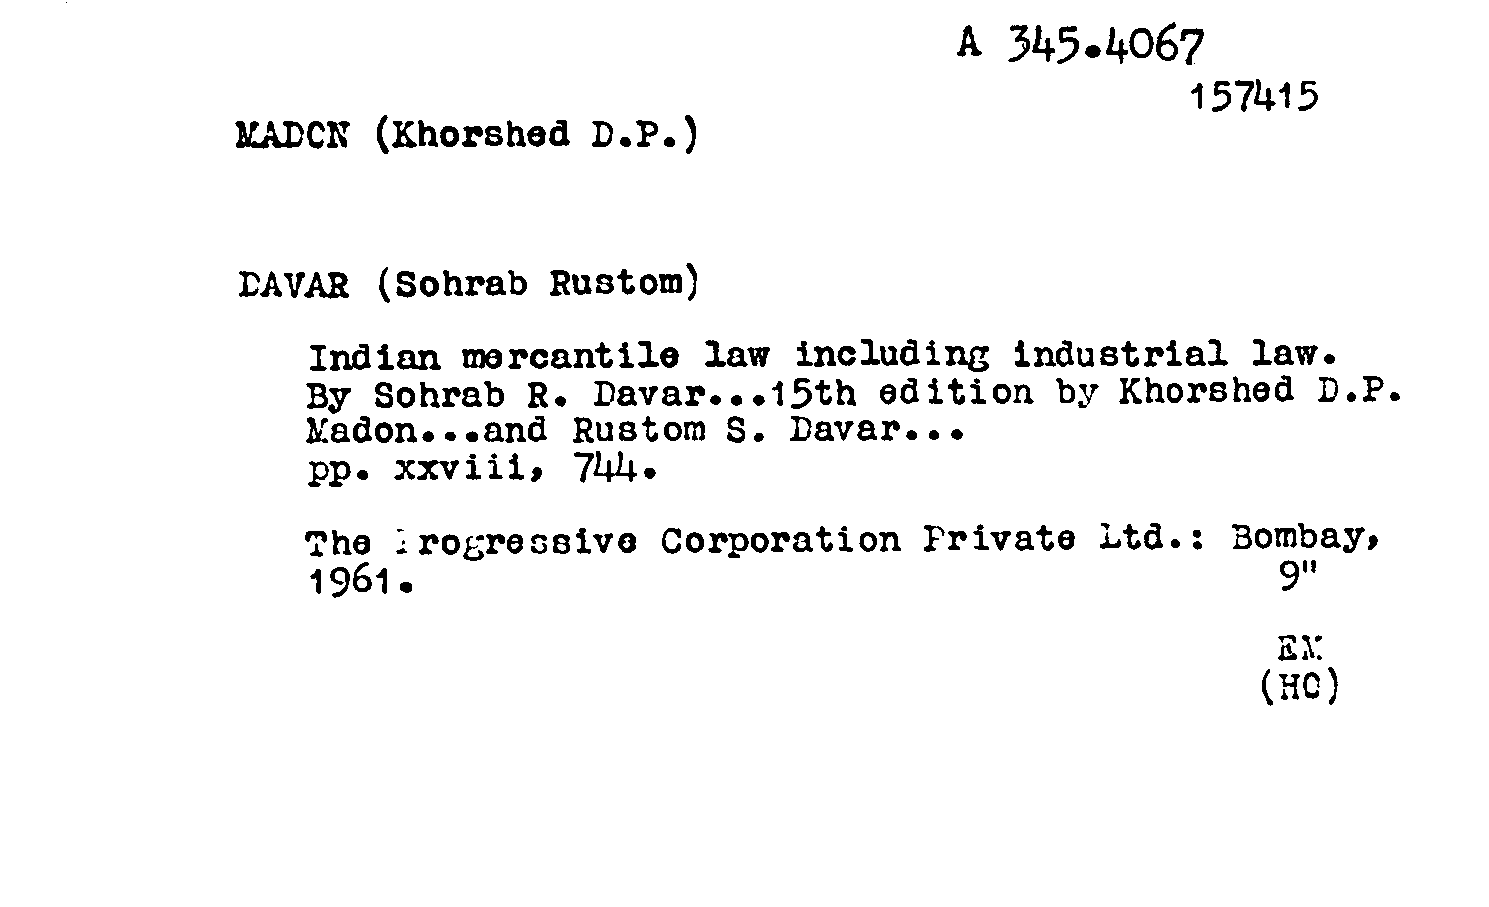 A 345.4067
157415
MADON (Khorshed D.P.)
DAVAR (Sohrab Rustom)
Indian mercantile law including industrial law.
By Sohrab R. Davar...15th edition by Khorshed D.P.
Madon...and Rustom S. Davar...
pp. xxviii, 744.
The Progressive Corporation Private Ltd.: Bombay,
1961. 9"
EM
(HC)